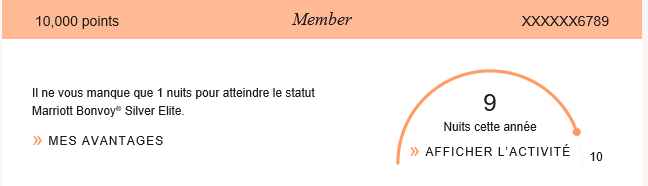 10,000 points Member XXXXXX6789
Il ne vous manque que 1 nuits pour atteindre le statut
Marriott Bonvoy® Silver Elite.
» MES AVANTAGES
9
Nuits cette année
» AFFICHER L'ACTIVITÉ
10